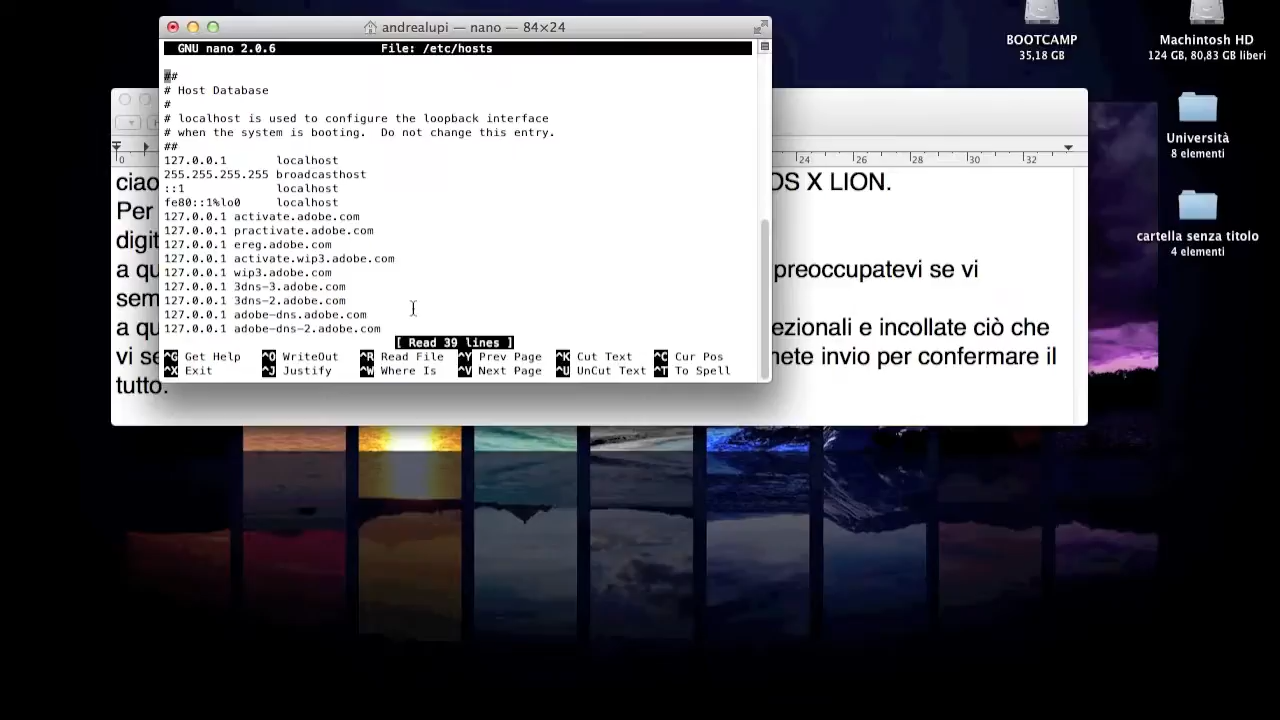 andrealupi — nano — 84×24
GNU nano 2.0.6 File: /etc/hosts
##
# Host Database
#
# localhost is used to configure the loopback interface
# when the system is booting. Do not change this entry.
##
127.0.0.1 localhost
255.255.255.255 broadcasthost
::1 localhost
fe80::1%lo0 localhost
127.0.0.1 activate.adobe.com
127.0.0.1 practivate.adobe.com
127.0.0.1 ereg.adobe.com
127.0.0.1 activate.wip3.adobe.com
127.0.0.1 wip3.adobe.com
127.0.0.1 3dns-3.adobe.com
127.0.0.1 3dns-2.adobe.com
127.0.0.1 adobe-dns.adobe.com
127.0.0.1 adobe-dns-2.adobe.com
[ Read 39 lines ]
^G Get Help ^O WriteOut ^R Read File ^Y Prev Page ^K Cut Text ^C Cur Pos
^X Exit ^J Justify ^W Where Is ^V Next Page ^U UnCut Text ^T To Spell
0 24 26 28 30 32
ciao OS X LION.
Per
digit
a qu preoccupatevi se vi
sem
a qu ezionali e incollate ciò che
vi se nete invio per confermare il
tutto.
BOOTCAMP
35,18 GB
Machintosh HD
124 GB, 80,83 GB liberi
Università
8 elementi
cartella senza titolo
4 elementi